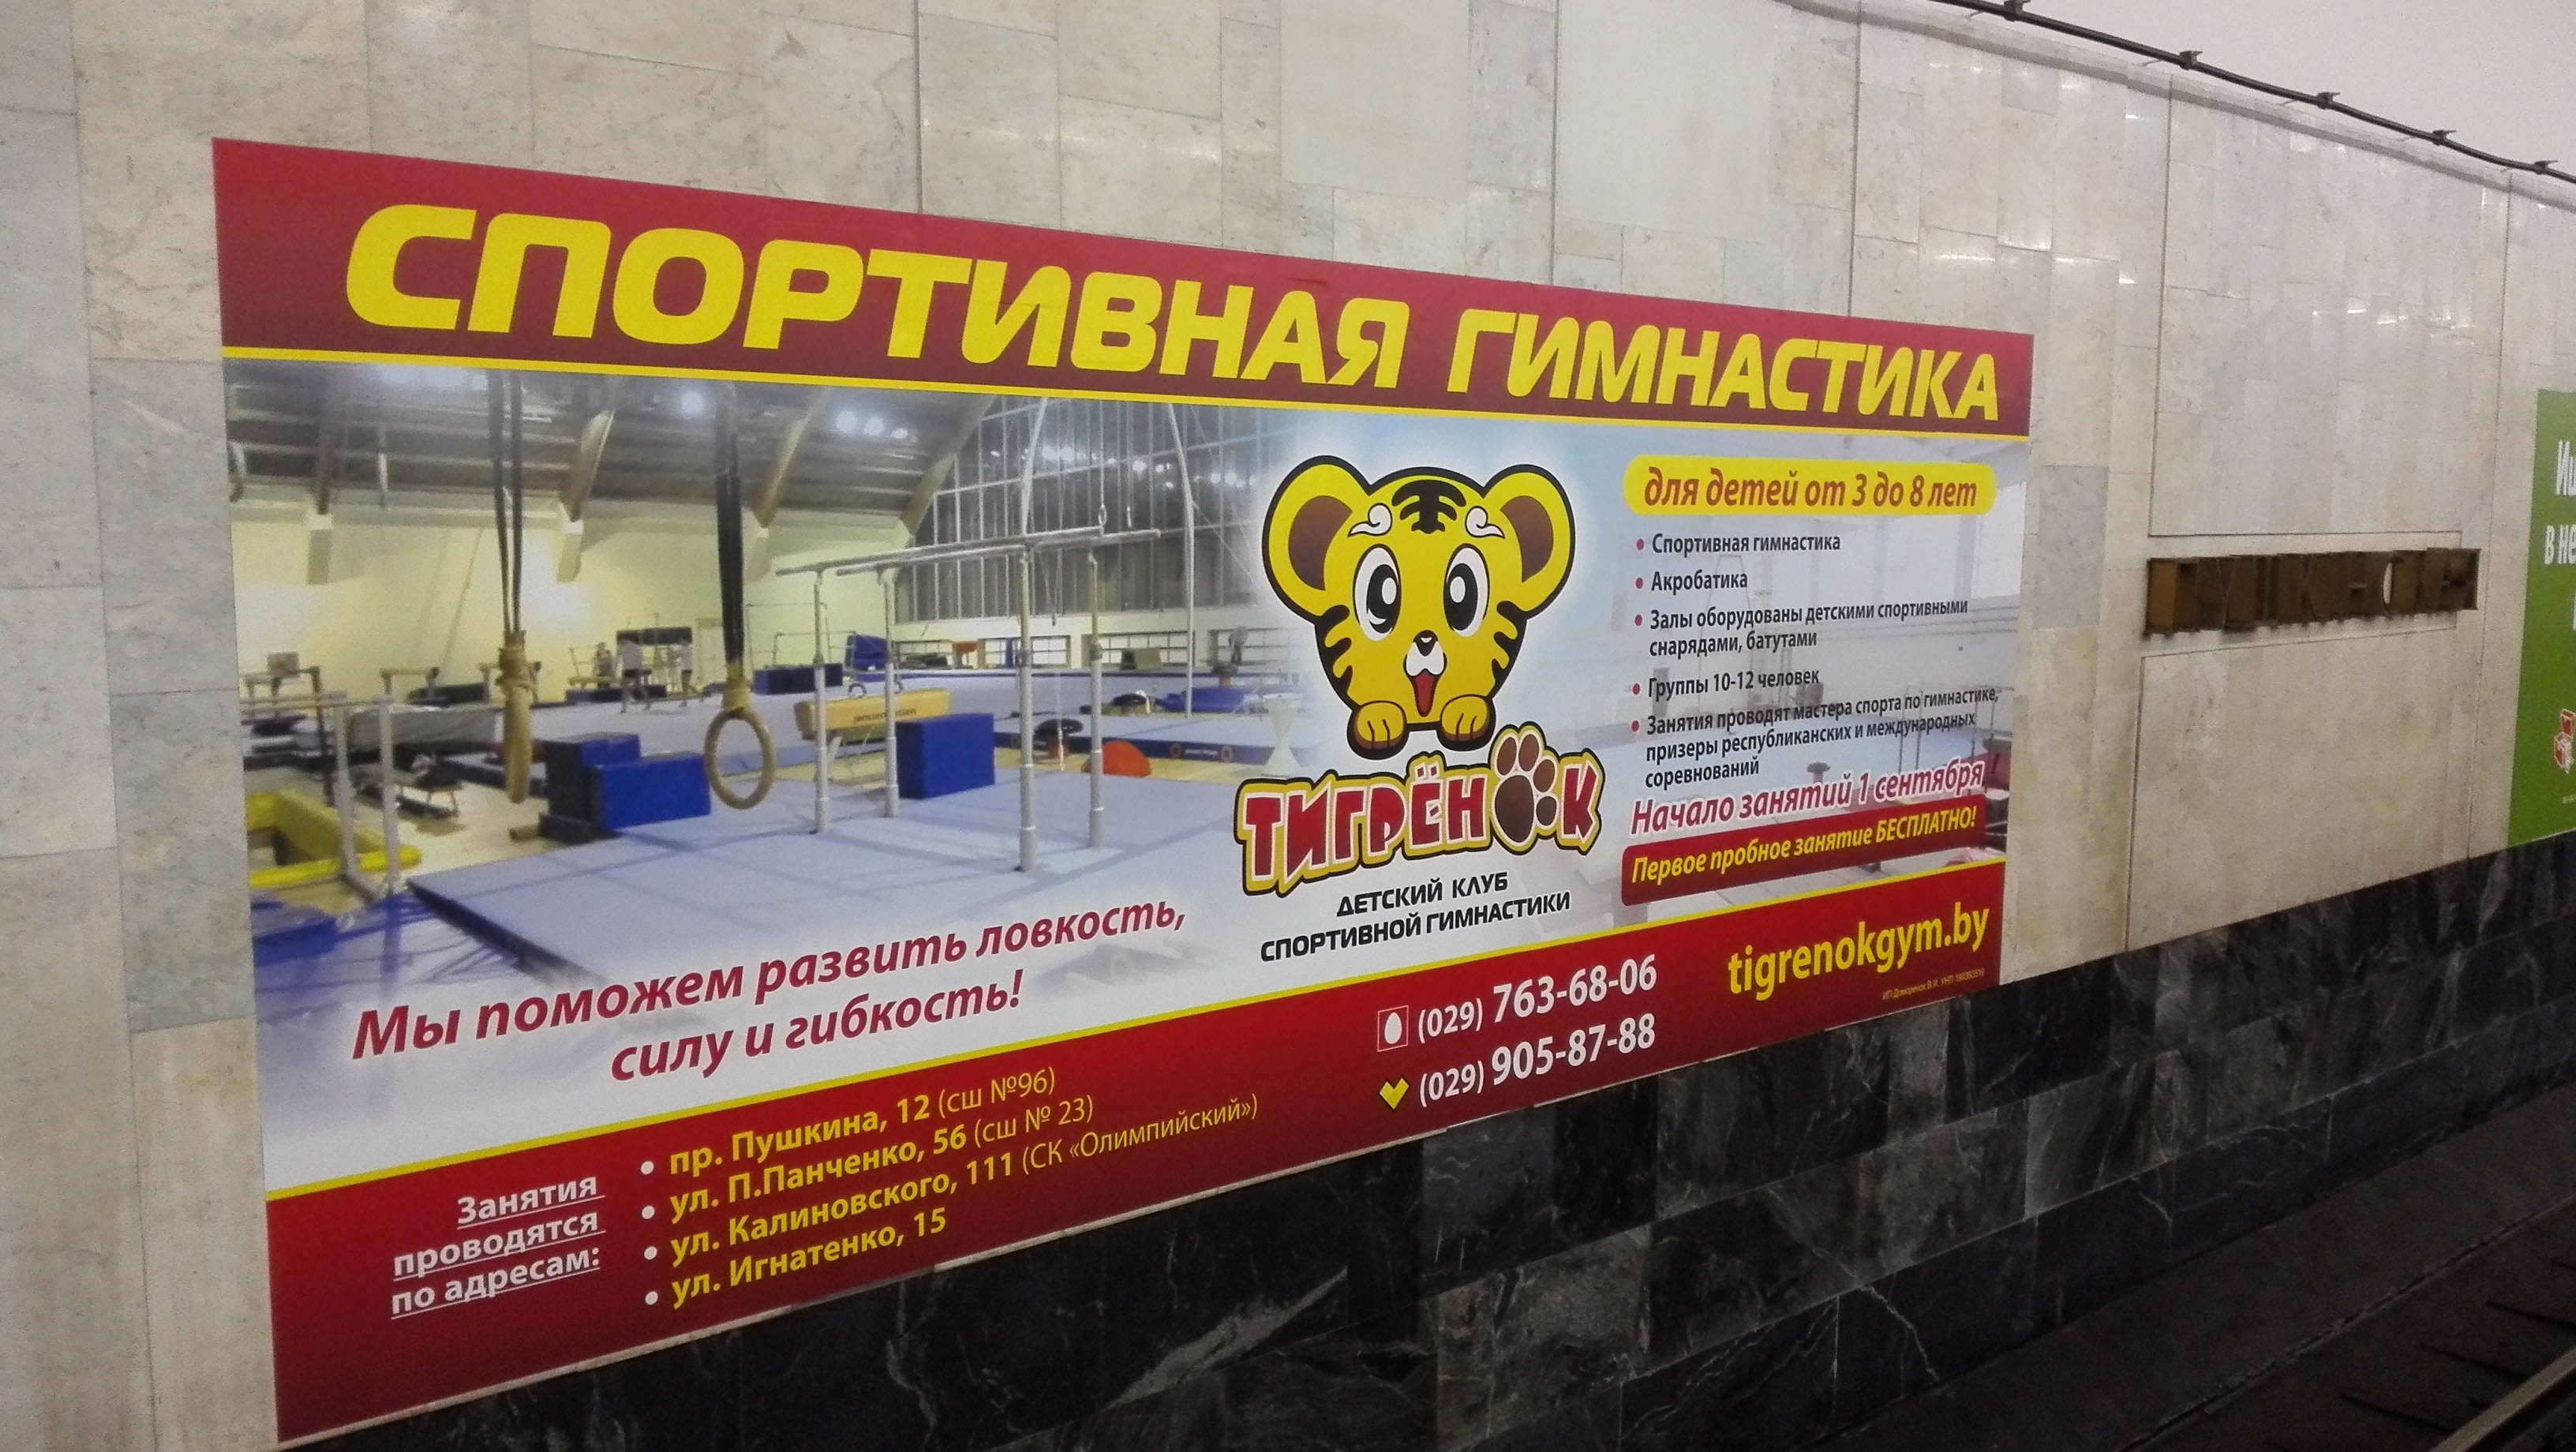 СПОРТИВНАЯ ГИМНАСТИКА
для детей от 3 до 8 лет
• Спортивная гимнастика
• Акробатика
• Залы оборудованы детскими спортивными
снарядами, батутами
• Группы 10-12 человек
• Занятия проводят мастера спорта по гимнастике,
призеры республиканских и международных
соревнований
Начало занятий 1 сентября
Первое пробное занятие БЕСПЛАТНО!
ТИГРЁНОК
ДЕТСКИЙ КЛУБ
СПОРТИВНОЙ ГИМНАСТИКИ
Мы поможем развить ловкость,
силу и гибкость!
Занятия
проводятся
по адресам:
• пр. Пушкина, 12 (сш №96)
• ул. П.Панченко, 56 (сш № 23)
• ул. Калиновского, 111 (СК «Олимпийский»)
• ул. Игнатенко, 15
(029) 763-68-06
(029) 905-87-88
tigrenokgym.by